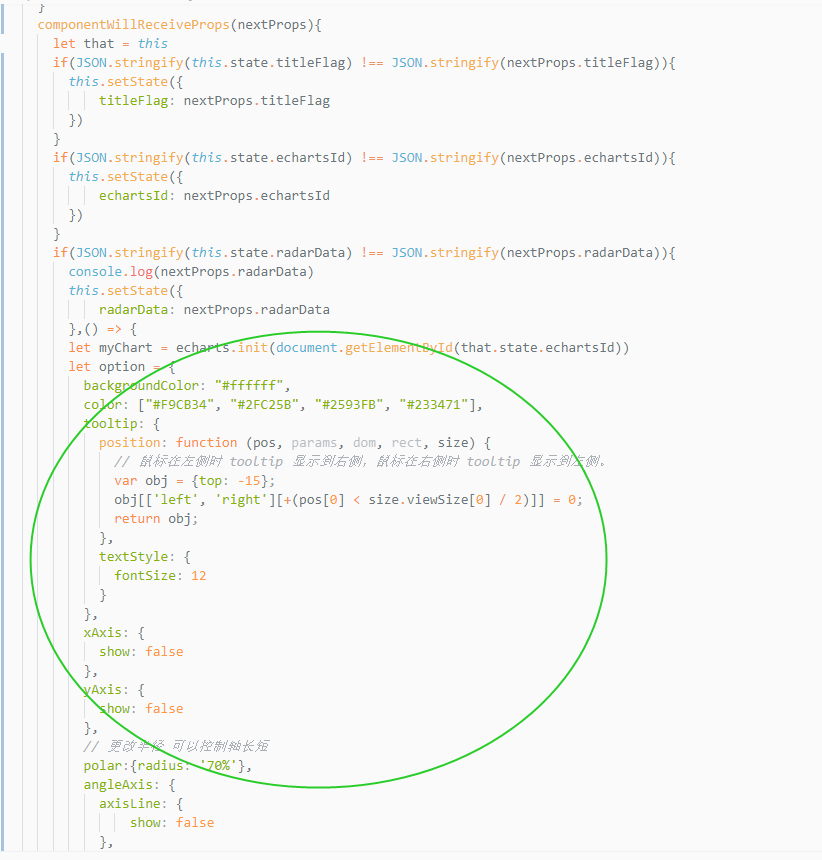 }
componentWillReceiveProps(nextProps){
let that = this
if(JSON.stringify(this.state.titleFlag) !== JSON.stringify(nextProps.titleFlag)){
this.setState({
titleFlag: nextProps.titleFlag
})
}
if(JSON.stringify(this.state.echartsId) !== JSON.stringify(nextProps.echartsId)){
this.setState({
echartsId: nextProps.echartsId
})
}
if(JSON.stringify(this.state.radarData) !== JSON.stringify(nextProps.radarData)){
console.log(nextProps.radarData)
this.setState({
radarData: nextProps.radarData
},() => {
let myChart = echarts.init(document.getElementById(that.state.echartsId))
let option = {
backgroundColor: "#ffffff",
color: ["#F9CB34", "#2FC25B", "#2593FB", "#233471"],
tooltip: {
position: function (pos, params, dom, rect, size) {
// 鼠标在左侧时 tooltip 显示到右侧，鼠标在右侧时 tooltip 显示到左侧。
var obj = {top: -15};
obj[['left', 'right'][+(pos[0] < size.viewSize[0] / 2)]] = 0;
return obj;
},
textStyle: {
fontSize: 12
}
},
xAxis: {
show: false
},
yAxis: {
show: false
},
// 更改半径 可以控制轴长短
polar:{radius: '70%'},
angleAxis: {
axisLine: {
show: false
},